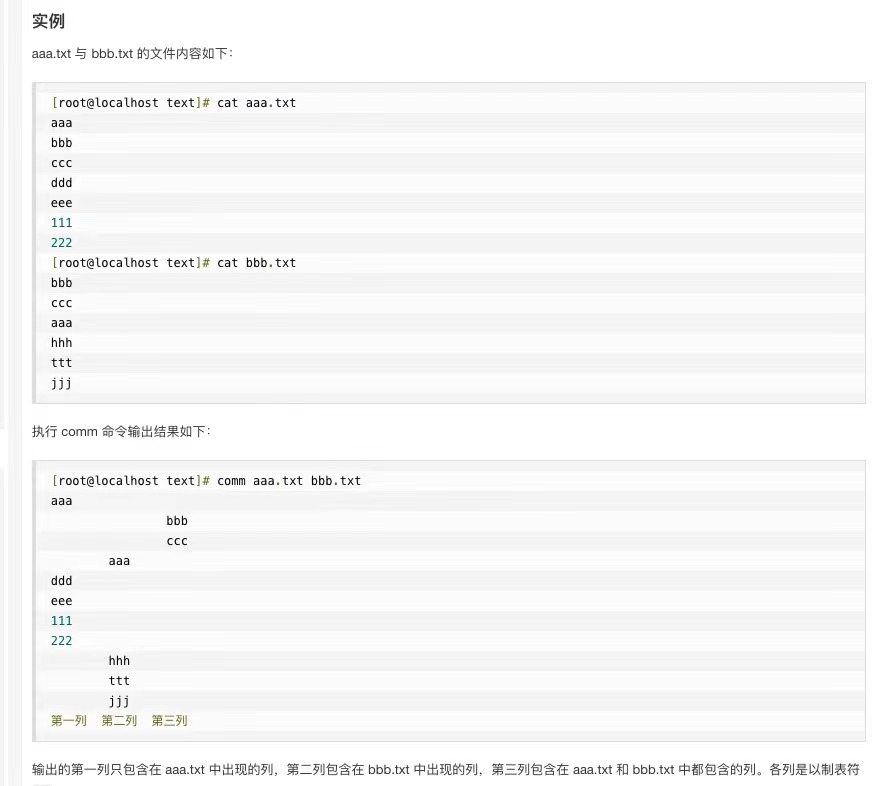 实例
aaa.txt 与 bbb.txt 的文件内容如下:
[root@localhost text]# cat aaa.txt
aaa
bbb
ccc
ddd
eee
111
222
[root@localhost text]# cat bbb.txt
bbb
ccc
aaa
hhh
ttt
jjj
执行 comm 命令输出结果如下:
[root@localhost text]# comm aaa.txt bbb.txt
aaa
bbb
ccc
aaa
ddd
eee
111
222
hhh
ttt
jjj
第一列 第二列 第三列
输出的第一列只包含在 aaa.txt 中出现的列，第二列包含在 bbb.txt 中出现的列，第三列包含在 aaa.txt 和 bbb.txt 中都包含的列。各列是以制表符